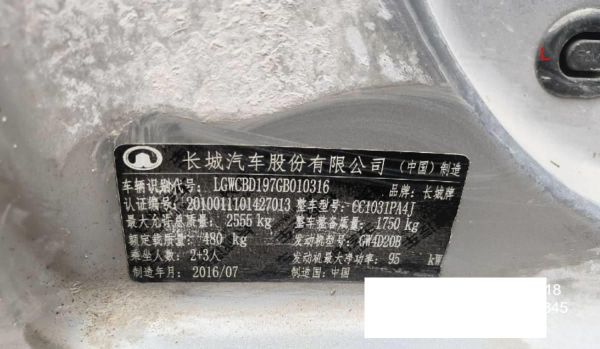 长城汽车股份有限公司 (中国) 制造
车辆识别代号: LGWCBD197GB010316 品牌: 长城牌
认证编号: 2010011101427013 整车型号: CC1031PA4J
最大允许总质量: 2555 kg 整车整备质量: 1750 kg
额定载质量: 480 kg 发动机型号: GW4D20B
乘坐人数: 2+3人 发动机最大净功率: 95 kW
制造年月: 2016/07 制造国: 中国
L
18
345